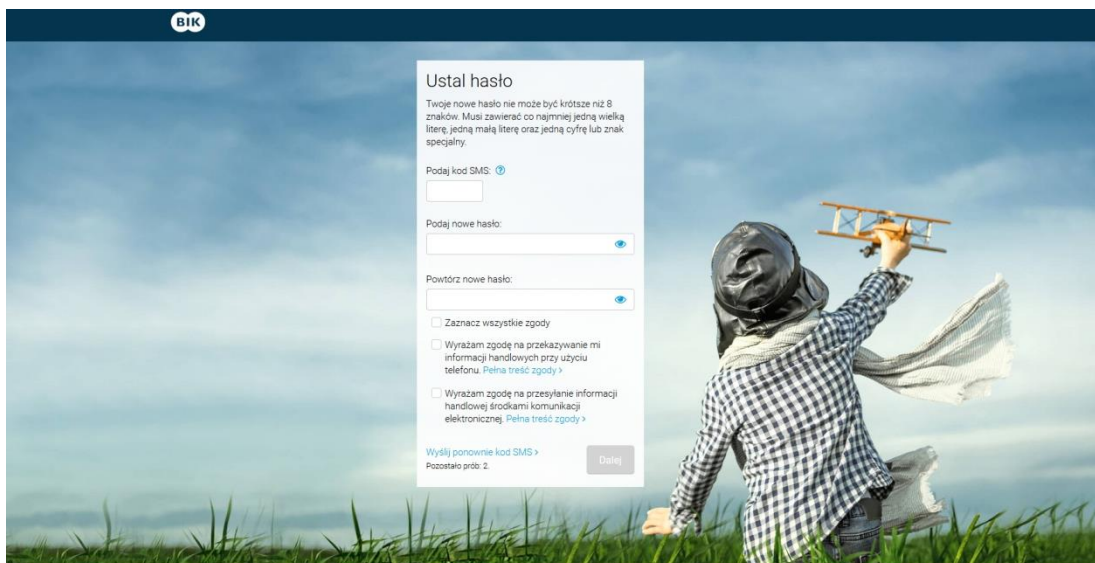 BIK
Ustal hasło
Twoje nowe hasło nie może być krótsze niż 8
znaków. Musi zawierać co najmniej jedną wielką
literę, jedną małą literę oraz jedną cyfrę lub znak
specjalny.
Podaj kod SMS:
Podaj nowe hasło:
Powtórz nowe hasło:
Zaznacz wszystkie zgody
Wyrażam zgodę na przekazywanie mi
informacji handlowych przy użyciu
telefonu. Pełna treść zgody >
Wyrażam zgodę na przesyłanie informacji
handlowej środkami komunikacji
elektronicznej. Pełna treść zgody >
Wyślij ponownie kod SMS >
Pozostało prób: 2.
Dalej